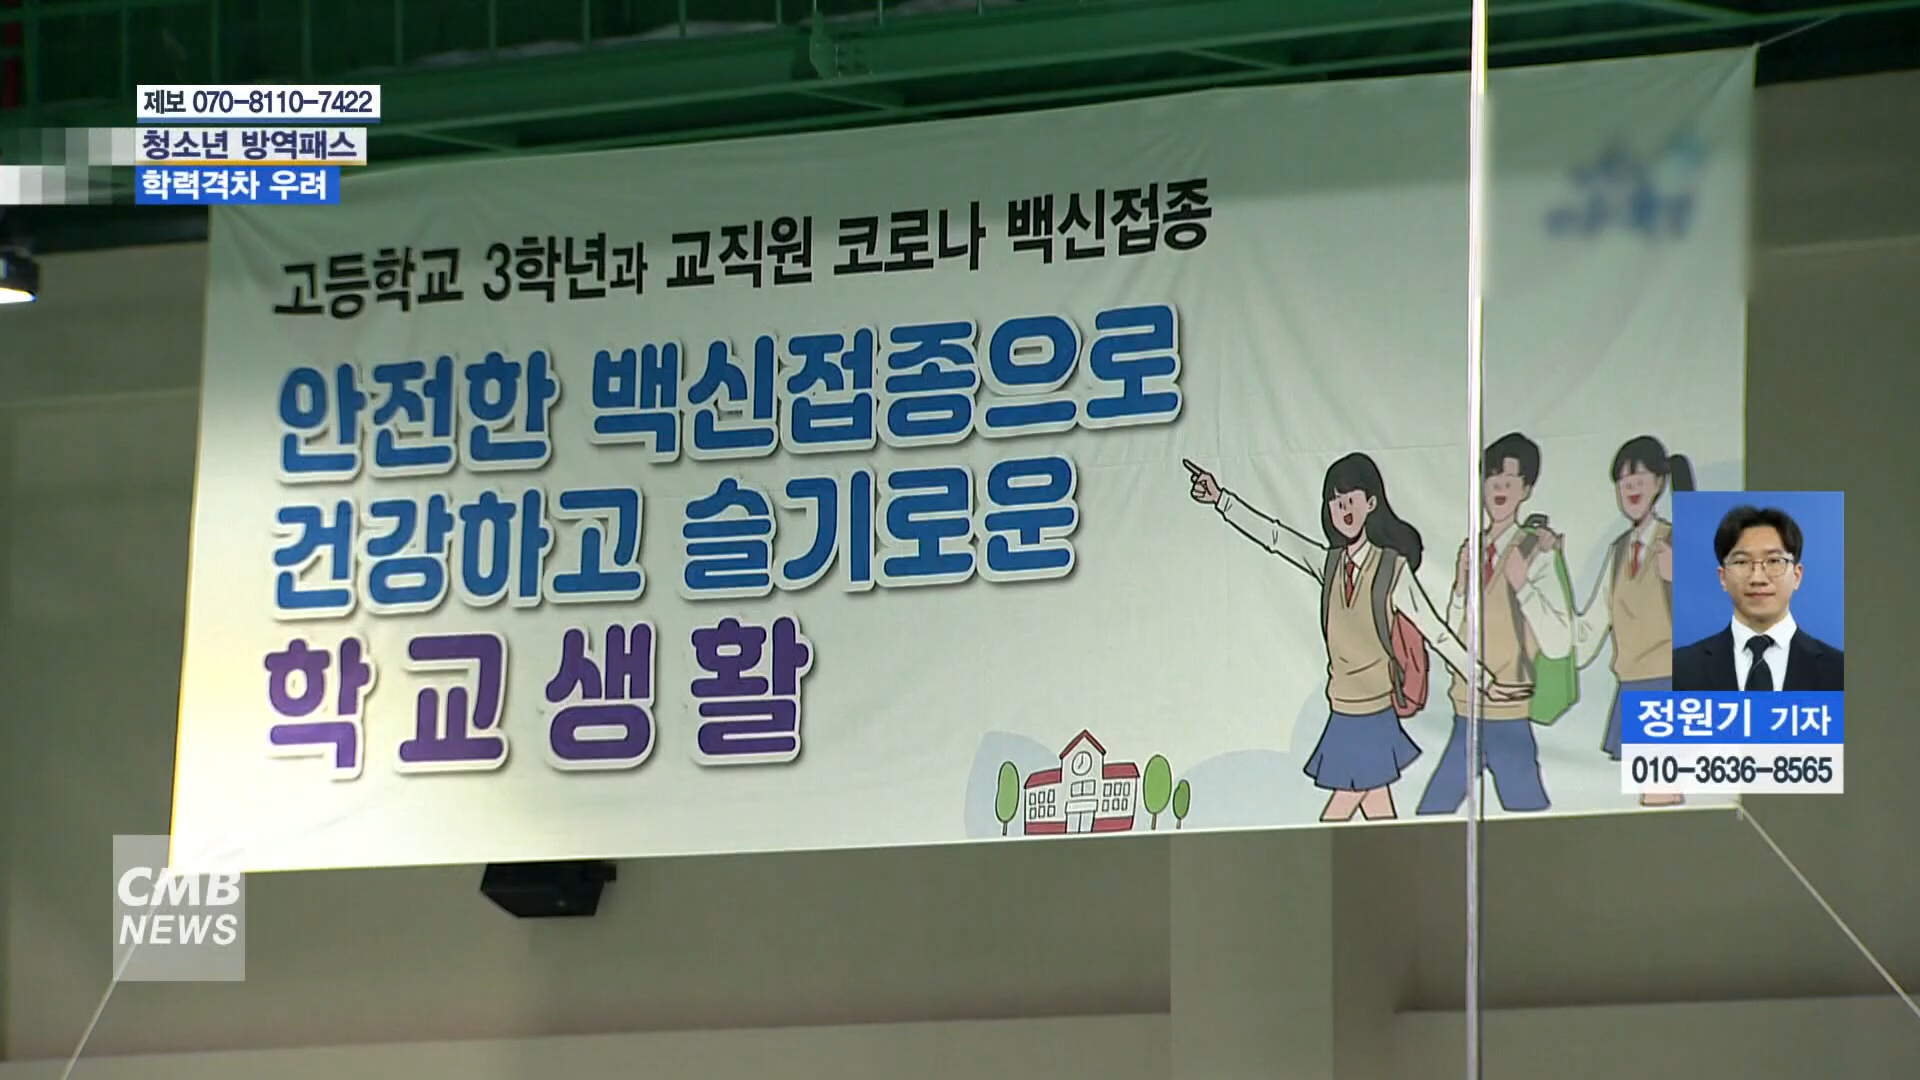 제보 070-8110-7422
청소년 방역패스
학력격차 우려
고등학교 3학년과 교직원 코로나 백신접종
안전한 백신접종으로
건강하고 슬기로운
학교생활
정원기 기자
010-3636-8565
CMB
NEWS